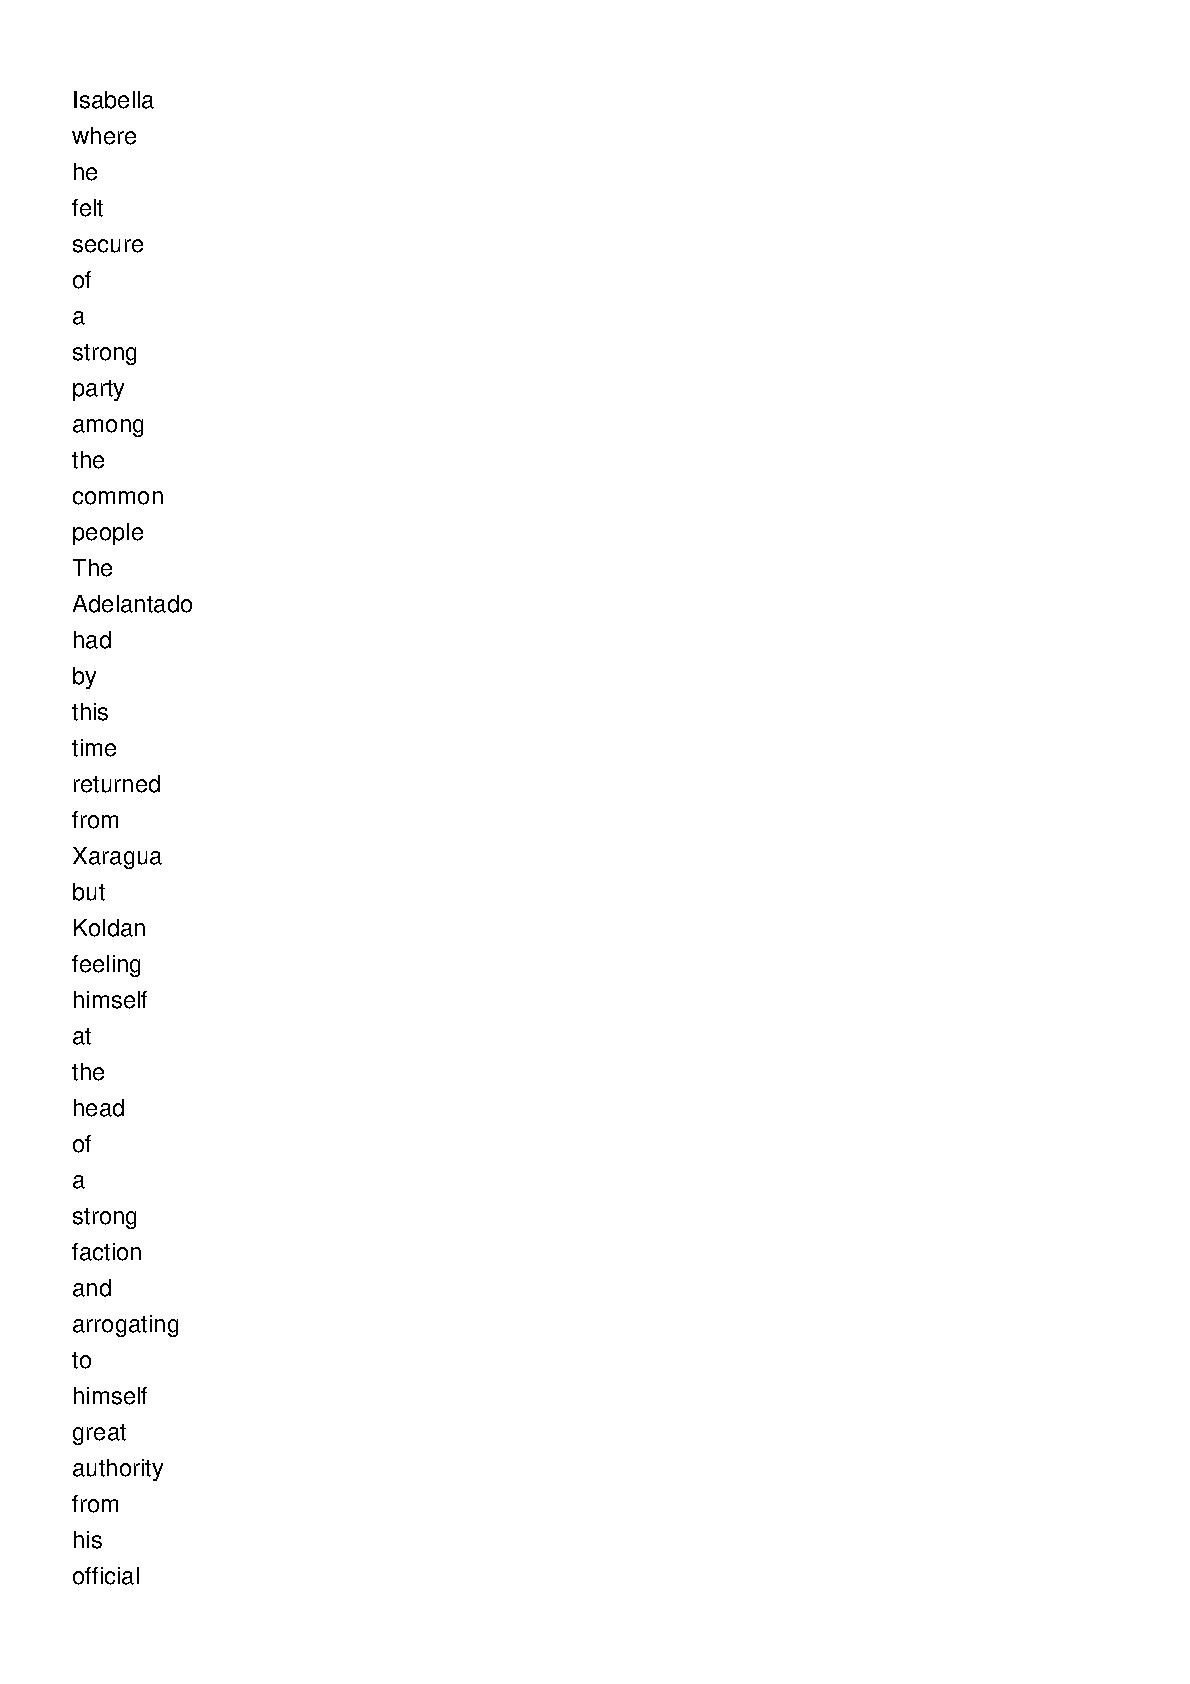 Isabella
where
he
felt
secure
of
a
strong
party
among
the
common
people
The
Adelantado
had
by
this
time
returned
from
Xaragua
but
Koldan
feeling
himself
at
the
head
of
a
strong
faction
and
arrogating
to
himself
great
authority
from
his
official